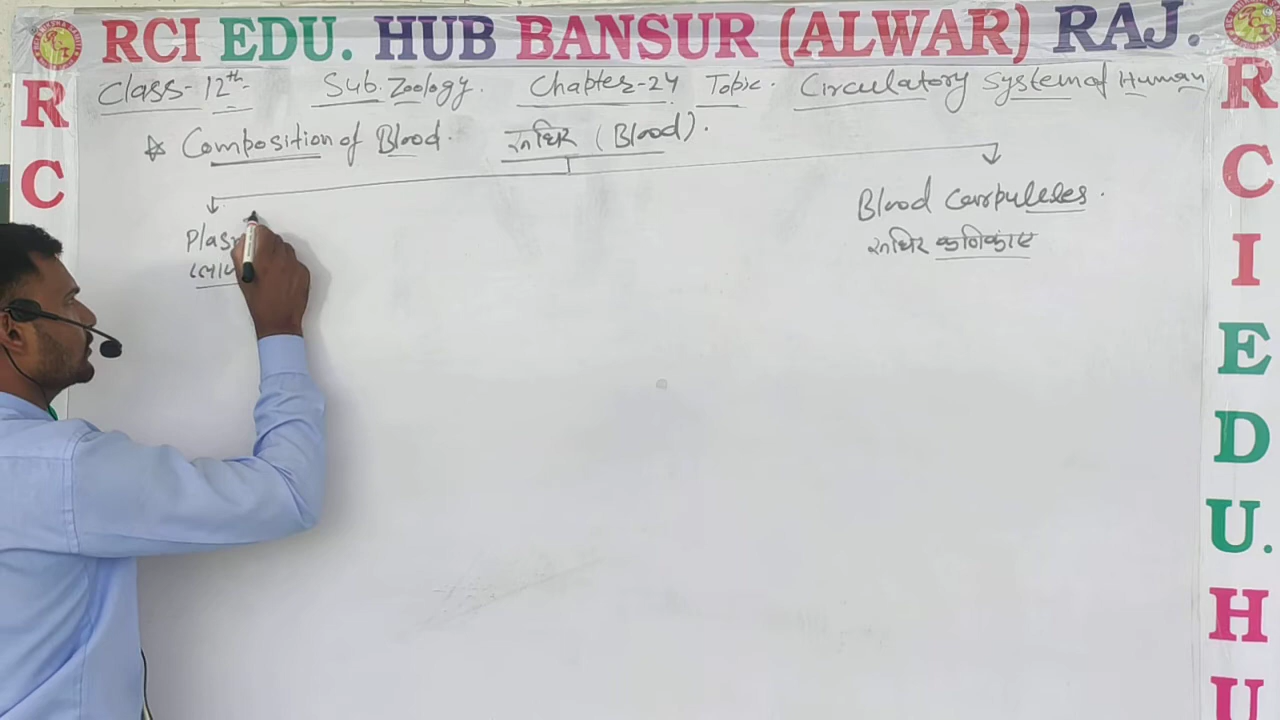 RCI EDU. HUB BANSUR (ALWAR) RAJ.
Class-12th Sub. Zoology. Chapter-24 Topic. Circulatory System of Human
☆ Composition of Blood. रूधिर (Blood).
Blood Corpuleses.
रूधिर कणिकाए
Plas
R
C
R
C
I
E
D
U.
H
U